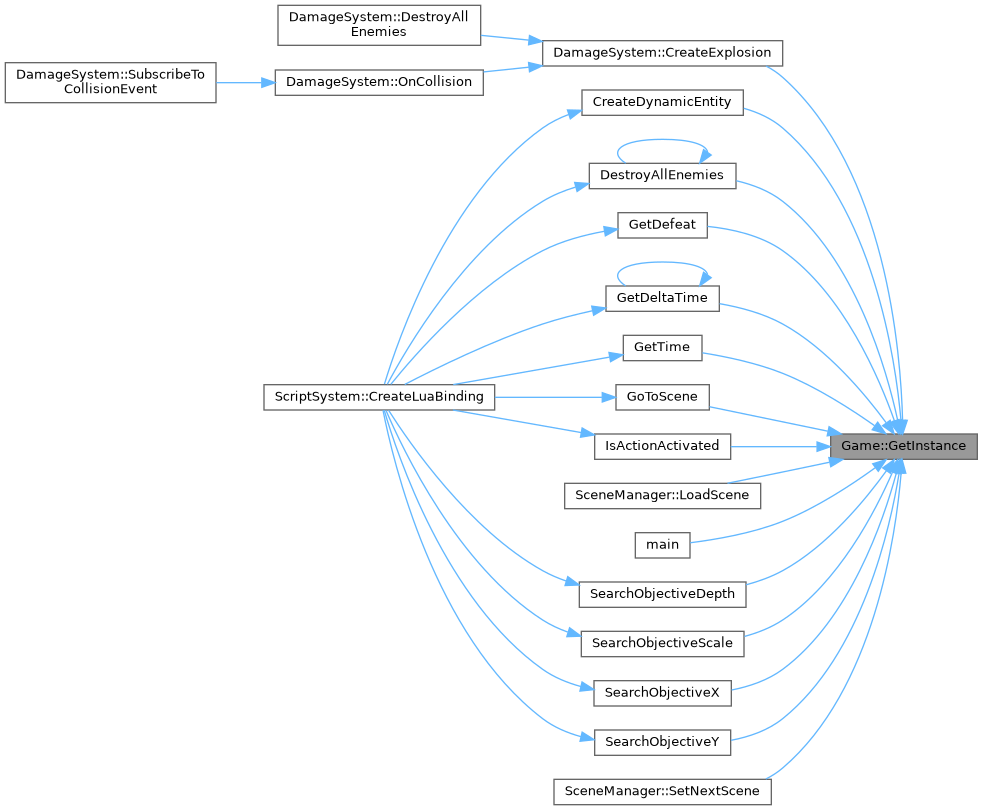 DamageSystem::DestroyAll
Enemies
DamageSystem::CreateExplosion
DamageSystem::SubscribeTo
CollisionEvent
DamageSystem::OnCollision
CreateDynamicEntity
DestroyAllEnemies
GetDefeat
GetDeltaTime
GetTime
ScriptSystem::CreateLuaBinding
GoToScene
IsActionActivated
Game::GetInstance
SceneManager::LoadScene
main
SearchObjectiveDepth
SearchObjectiveScale
SearchObjectiveX
SearchObjectiveY
SceneManager::SetNextScene